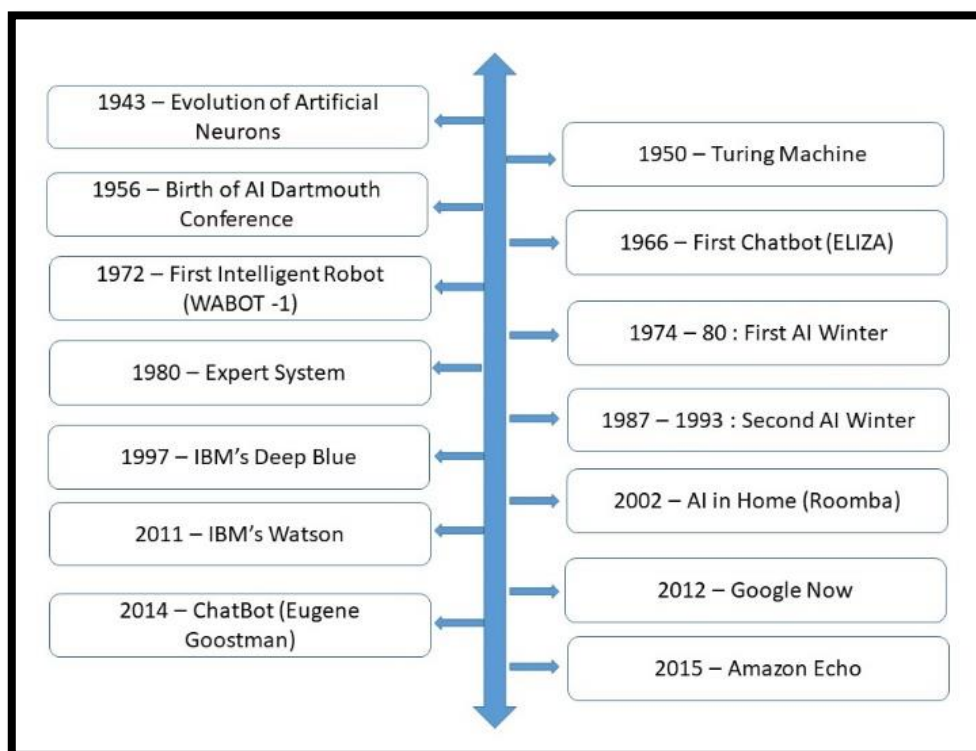 1943 – Evolution of Artificial
Neurons
1950 – Turing Machine
1956 – Birth of AI Dartmouth
Conference
1966 – First Chatbot (ELIZA)
1972 – First Intelligent Robot
(WABOT -1)
1974 – 80 : First AI Winter
1980 – Expert System
1987 – 1993 : Second AI Winter
1997 – IBM’s Deep Blue
2002 – AI in Home (Roomba)
2011 – IBM’s Watson
2012 – Google Now
2014 – ChatBot (Eugene
Goostman)
2015 – Amazon Echo